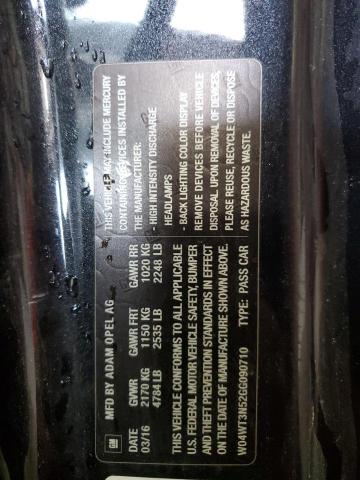 GM
MFD BY ADAM OPEL AG
DATE GVWR GAWR FRT GAWR RR
03/16 2170 KG 1150 KG 1020 KG
4784 LB 2535 LB 2248 LB
THIS VEHICLE CONFORMS TO ALL APPLICABLE
U.S. FEDERAL MOTOR VEHICLE SAFETY, BUMPER
AND THEFT PREVENTION STANDARDS IN EFFECT
ON THE DATE OF MANUFACTURE SHOWN ABOVE.
W04WT3N52GG090710 TYPE: PASS CAR
THIS VEHICLE MAY INCLUDE MERCURY
CONTAINING DEVICES INSTALLED BY
THE MANUFACTURER:
- HIGH INTENSITY DISCHARGE
HEADLAMPS
- BACK LIGHTING COLOR DISPLAY
REMOVE DEVICES BEFORE VEHICLE
DISPOSAL. UPON REMOVAL OF DEVICES,
PLEASE REUSE, RECYCLE OR DISPOSE
AS HAZARDOUS WASTE.